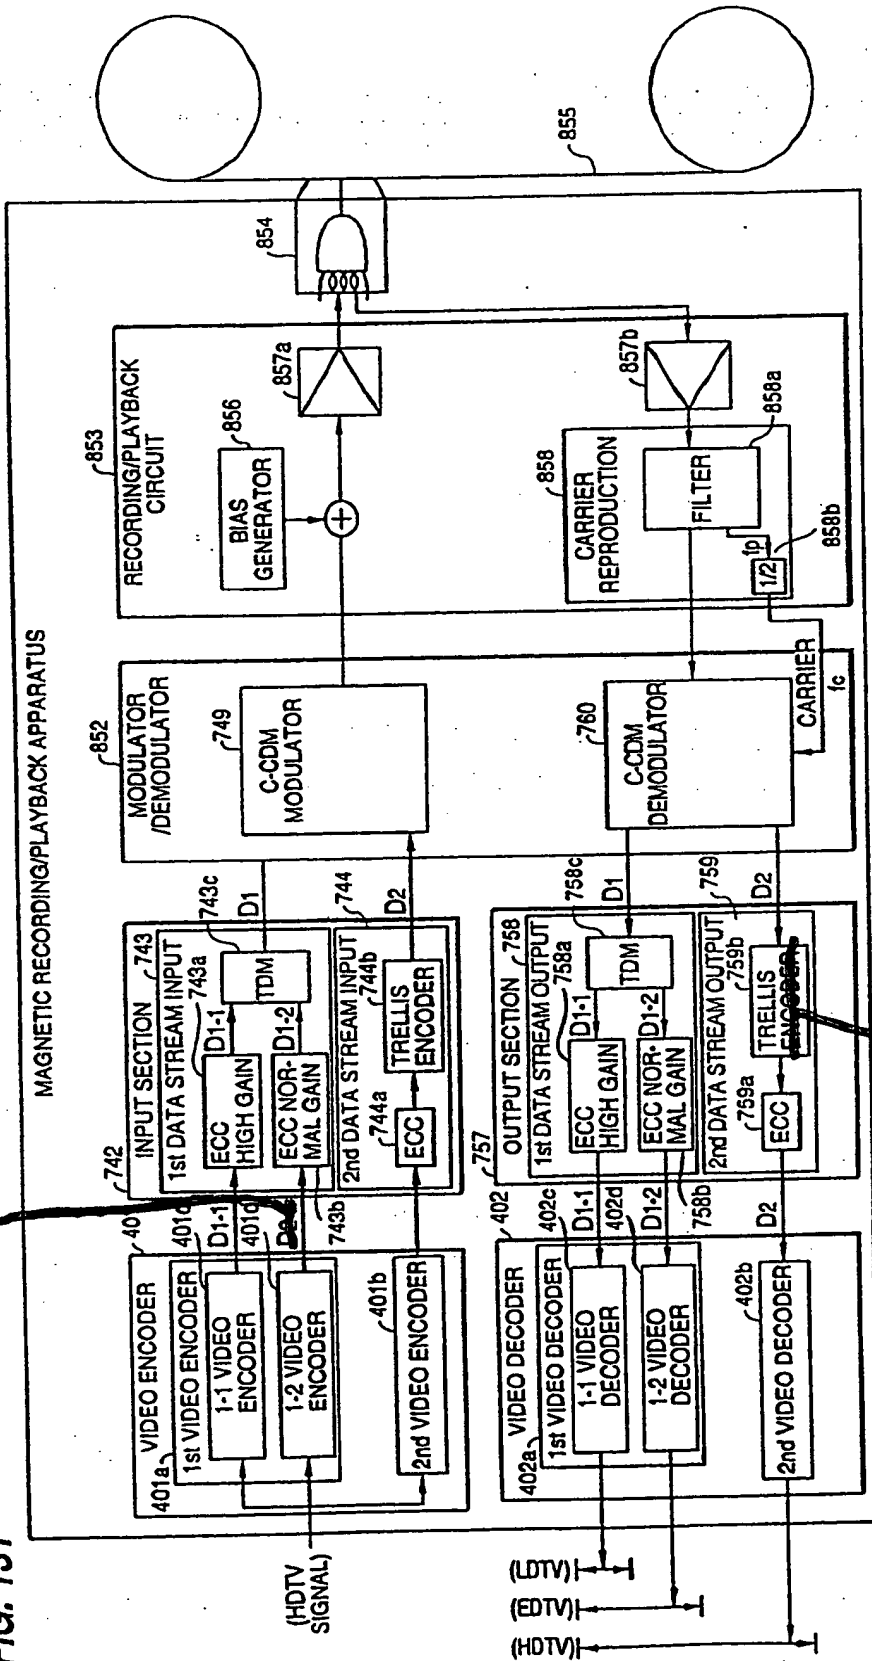 FIG. 131
MAGNETIC RECORDING/PLAYBACK APPARATUS
(HDTV
SIGNAL)
VIDEO ENCODER
401a
1st VIDEO ENCODER
1-1 VIDEO
ENCODER
1-2 VIDEO
ENCODER
2nd VIDEO ENCODER
401b
D1-1
742
INPUT SECTION
743
1st DATA STREAM INPUT
743a
743c
ECC
HIGH GAIN
D1-1
TDM
ECC NOR-
MAL GAIN
D1-2
743b
D1
744
2nd DATA STREAM INPUT
744a
744b
ECC
TRELLIS
ENCODER
D2
852
MODULATOR
/DEMODULATOR
749
C-CDM
MODULATOR
853
RECORDING/PLAYBACK
CIRCUIT
856
BIAS
GENERATOR
+
857a
854
855
857b
858
CARRIER
REPRODUCTION
FILTER
858a
fp
1/2
858b
CARRIER
fc
760
C-CDM
DEMODULATOR
D1
D2
757
OUTPUT SECTION
758
1st DATA STREAM OUTPUT
758a
758c
TDM
D1-1
D1-2
ECC
HIGH GAIN
ECC NOR-
MAL GAIN
758b
759
2nd DATA STREAM OUTPUT
759a
759b
TRELLIS
ECC
402
VIDEO DECODER
402a
1st VIDEO DECODER
402c
D1-1
402d
D1-2
1-1 VIDEO
DECODER
1-2 VIDEO
DECODER
D2
2nd VIDEO DECODER
402b
(LDTV)
(EDTV)
(HDTV)